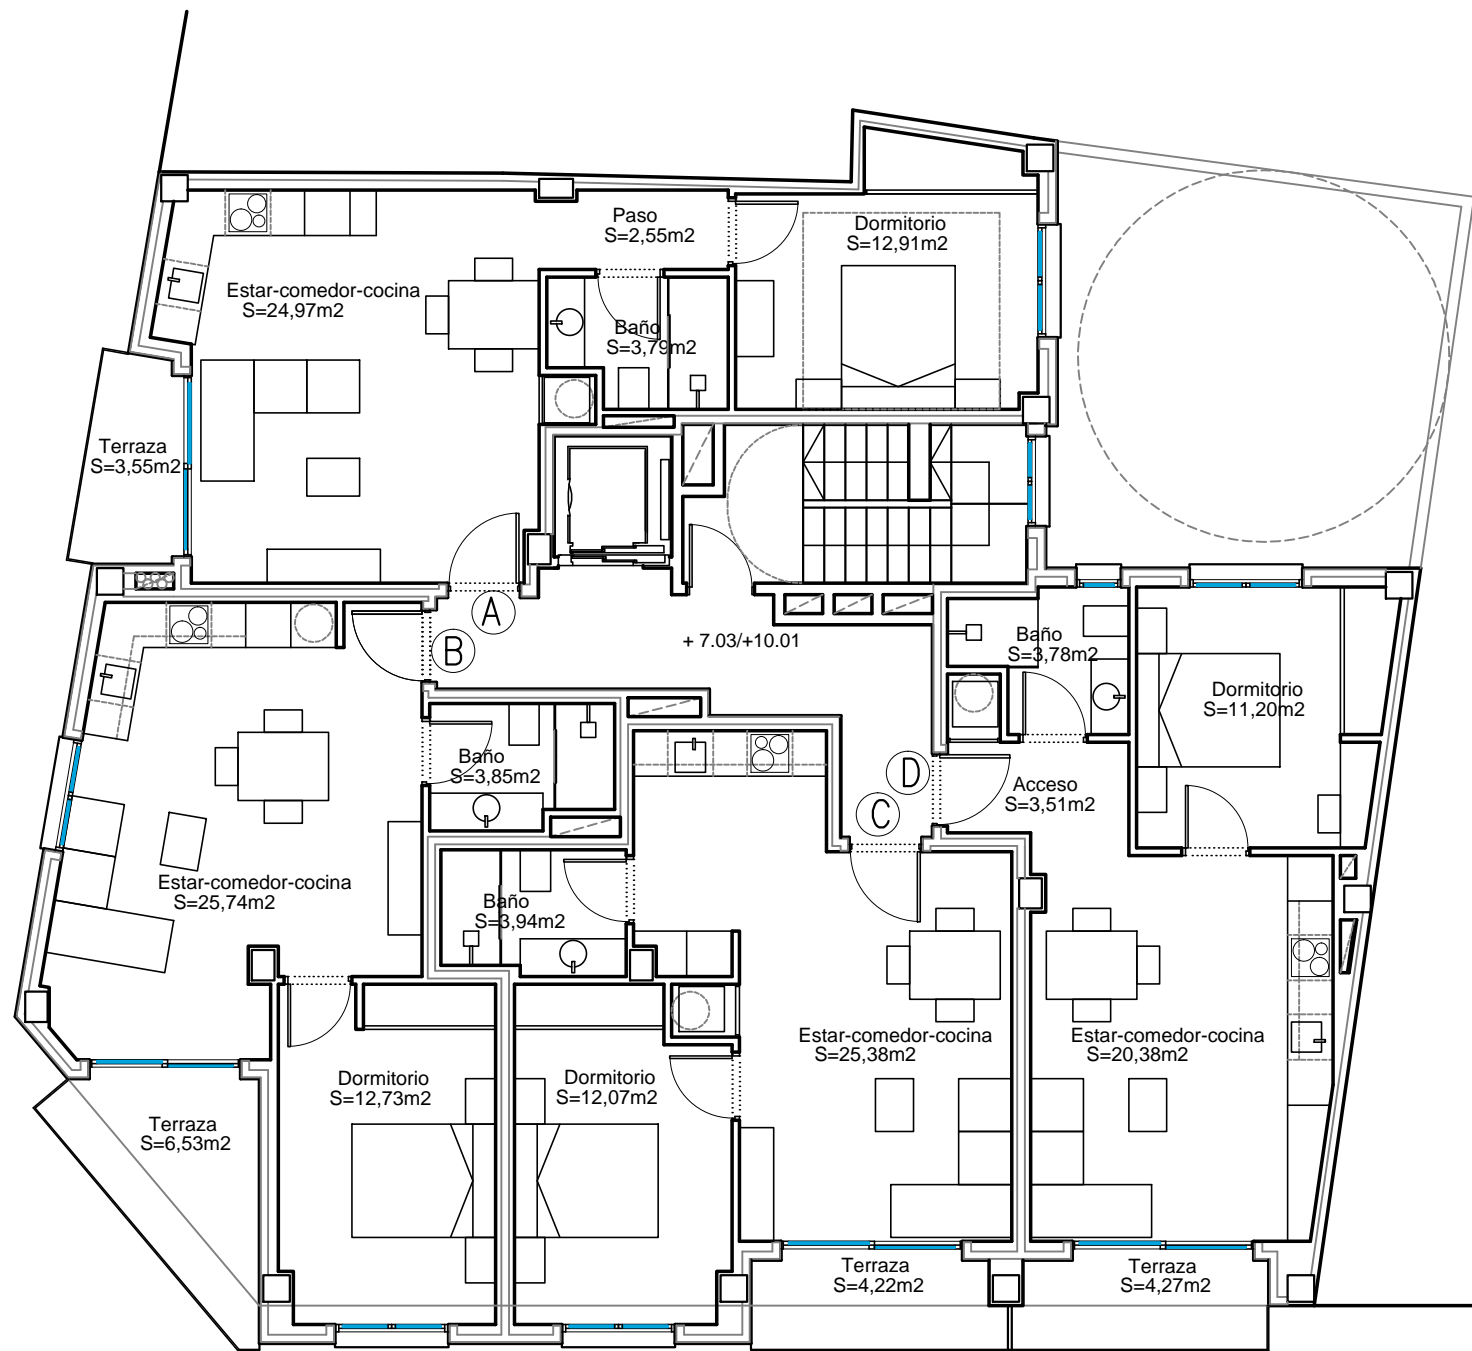 Paso
S=2,55m2
Dormitorio
S=12,91m2
Estar-comedor-cocina
S=24,97m2
Baño
S=3,79m2
Terraza
S=3,55m2
A
B
+ 7.03/+10.01
Baño
S=3,78m2
Dormitorio
S=11,20m2
Baño
S=3,85m2
D
C
Acceso
S=3,51m2
Estar-comedor-cocina
S=25,74m2
Baño
S=3,94m2
Estar-comedor-cocina
S=25,38m2
Estar-comedor-cocina
S=20,38m2
Dormitorio
S=12,73m2
Dormitorio
S=12,07m2
Terraza
S=6,53m2
Terraza
S=4,22m2
Terraza
S=4,27m2